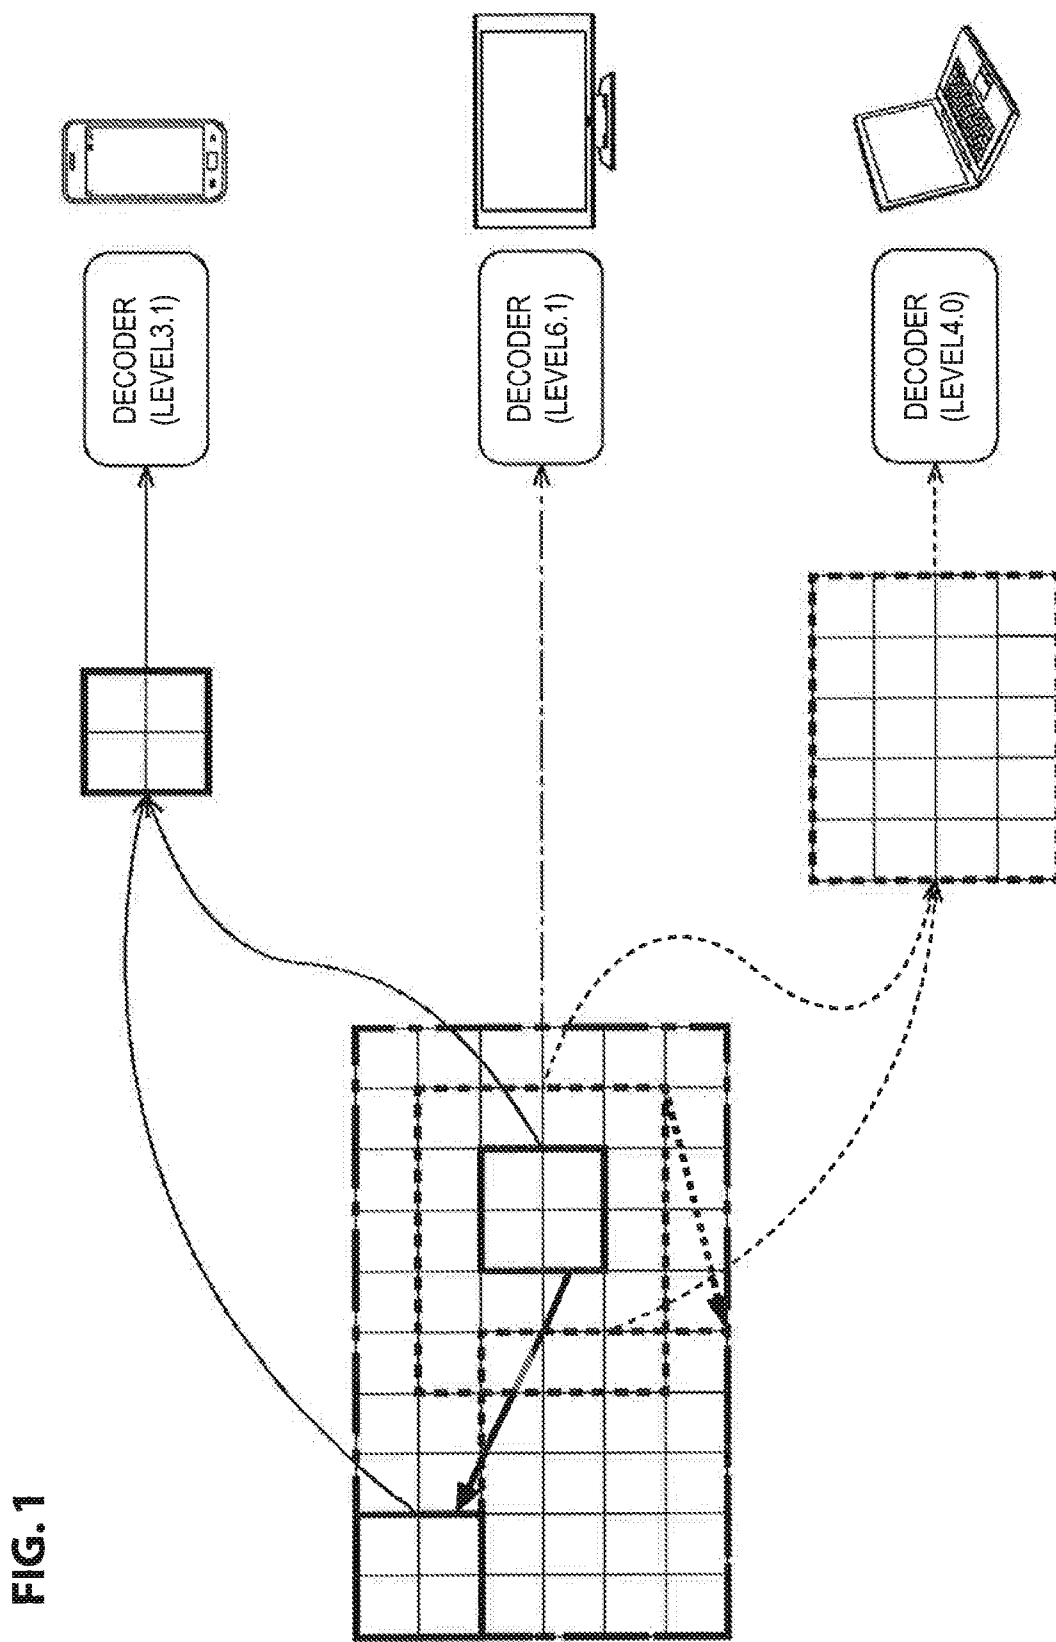 FIG.1
DECODER
(LEVEL3.1)
DECODER
(LEVEL6.1)
DECODER
(LEVEL4.0)